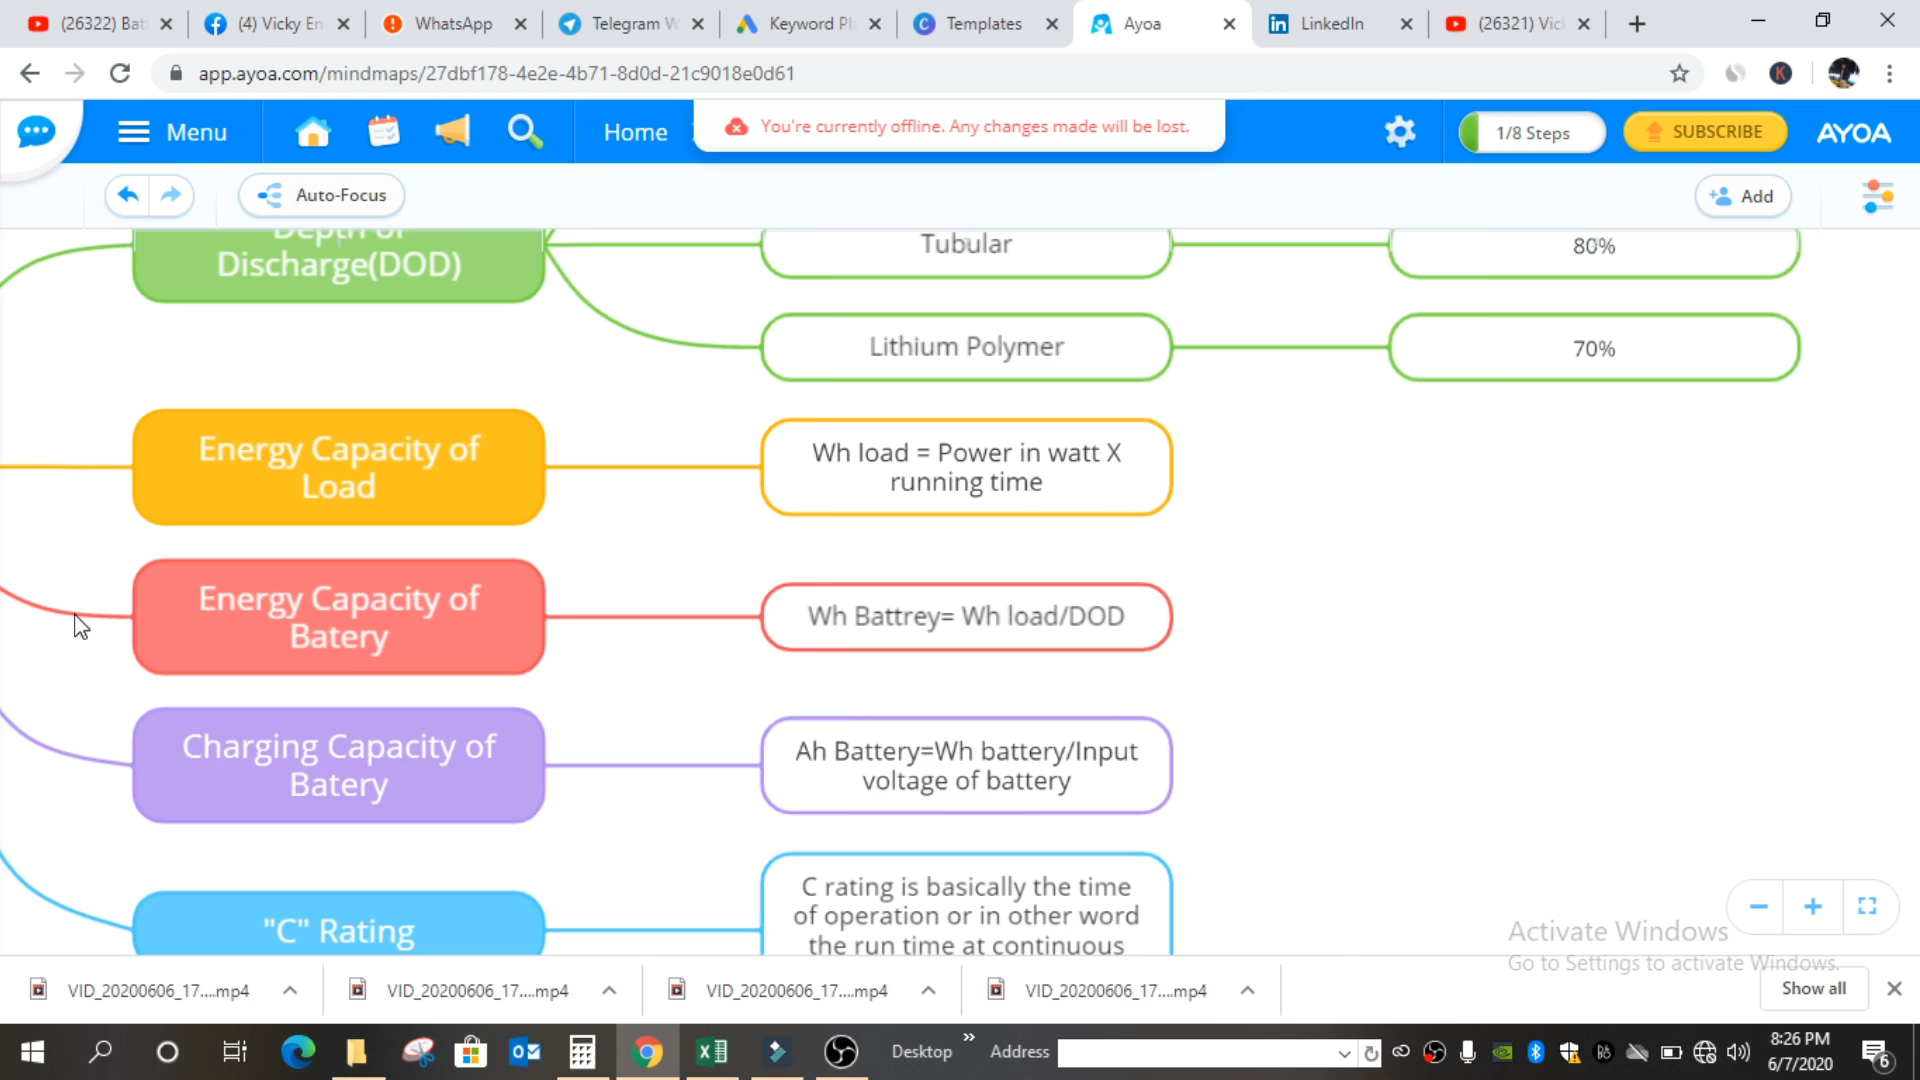 (26322) Bat
(4) Vicky En
WhatsApp
Telegram W
Keyword Pla
Templates
Ayoa
LinkedIn
(26321) Vic
app.ayoa.com/mindmaps/27dbf178-4e2e-4b71-8d0d-21c9018e0d61
K
Menu
Home
You're currently offline. Any changes made will be lost.
1/8 Steps
SUBSCRIBE
AYOA
Auto-Focus
Add
Depth of
Discharge(DOD)
Tubular
80%
Lithium Polymer
70%
Energy Capacity of
Load
Wh load = Power in watt X
running time
Energy Capacity of
Batery
Wh Battrey= Wh load/DOD
Charging Capacity of
Batery
Ah Battery=Wh battery/Input
voltage of battery
"C" Rating
C rating is basically the time
of operation or in other word
the run time at continuous
Activate Windows
Go to Settings to activate Windows.
VID_20200606_17....mp4
VID_20200606_17....mp4
VID_20200606_17....mp4
VID_20200606_17....mp4
Show all
Desktop
»
Address
8:26 PM
6/7/2020
6